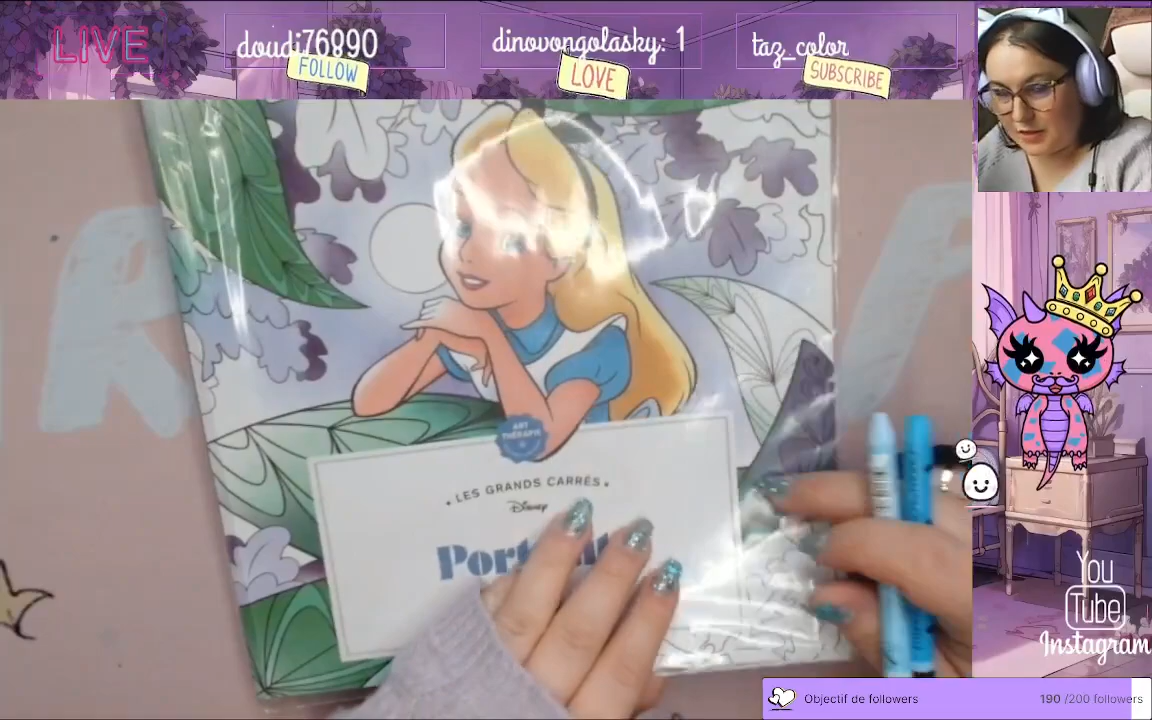 LIVE
doudi76890
FOLLOW
dinovongolasky: 1
LOVE
taz_color
SUBSCRIBE
ART
THÉRAPIE
• LES GRANDS CARRÉS •
Disney
You
Tube
Instagram
Objectif de followers
190 /200 followers